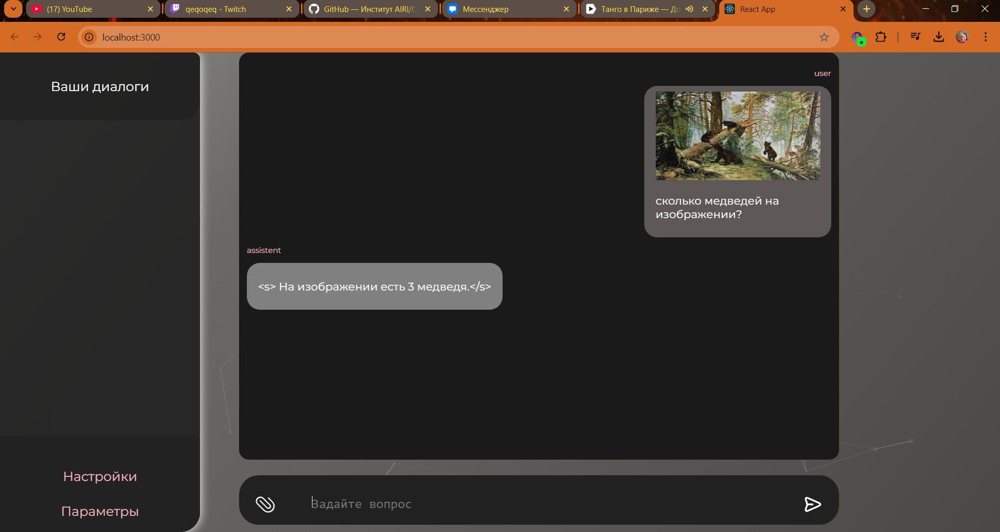 (17) YouTube
qeqoqeq - Twitch
GitHub — Институт AIRI/О
Мессенджер
Танго в Париже — До
React App
localhost:3000
Ваши диалоги
user
сколько медведей на
изображении?
assistent
<s> На изображении есть 3 медведя.</s>
Настройки
Параметры
Задайте вопрос